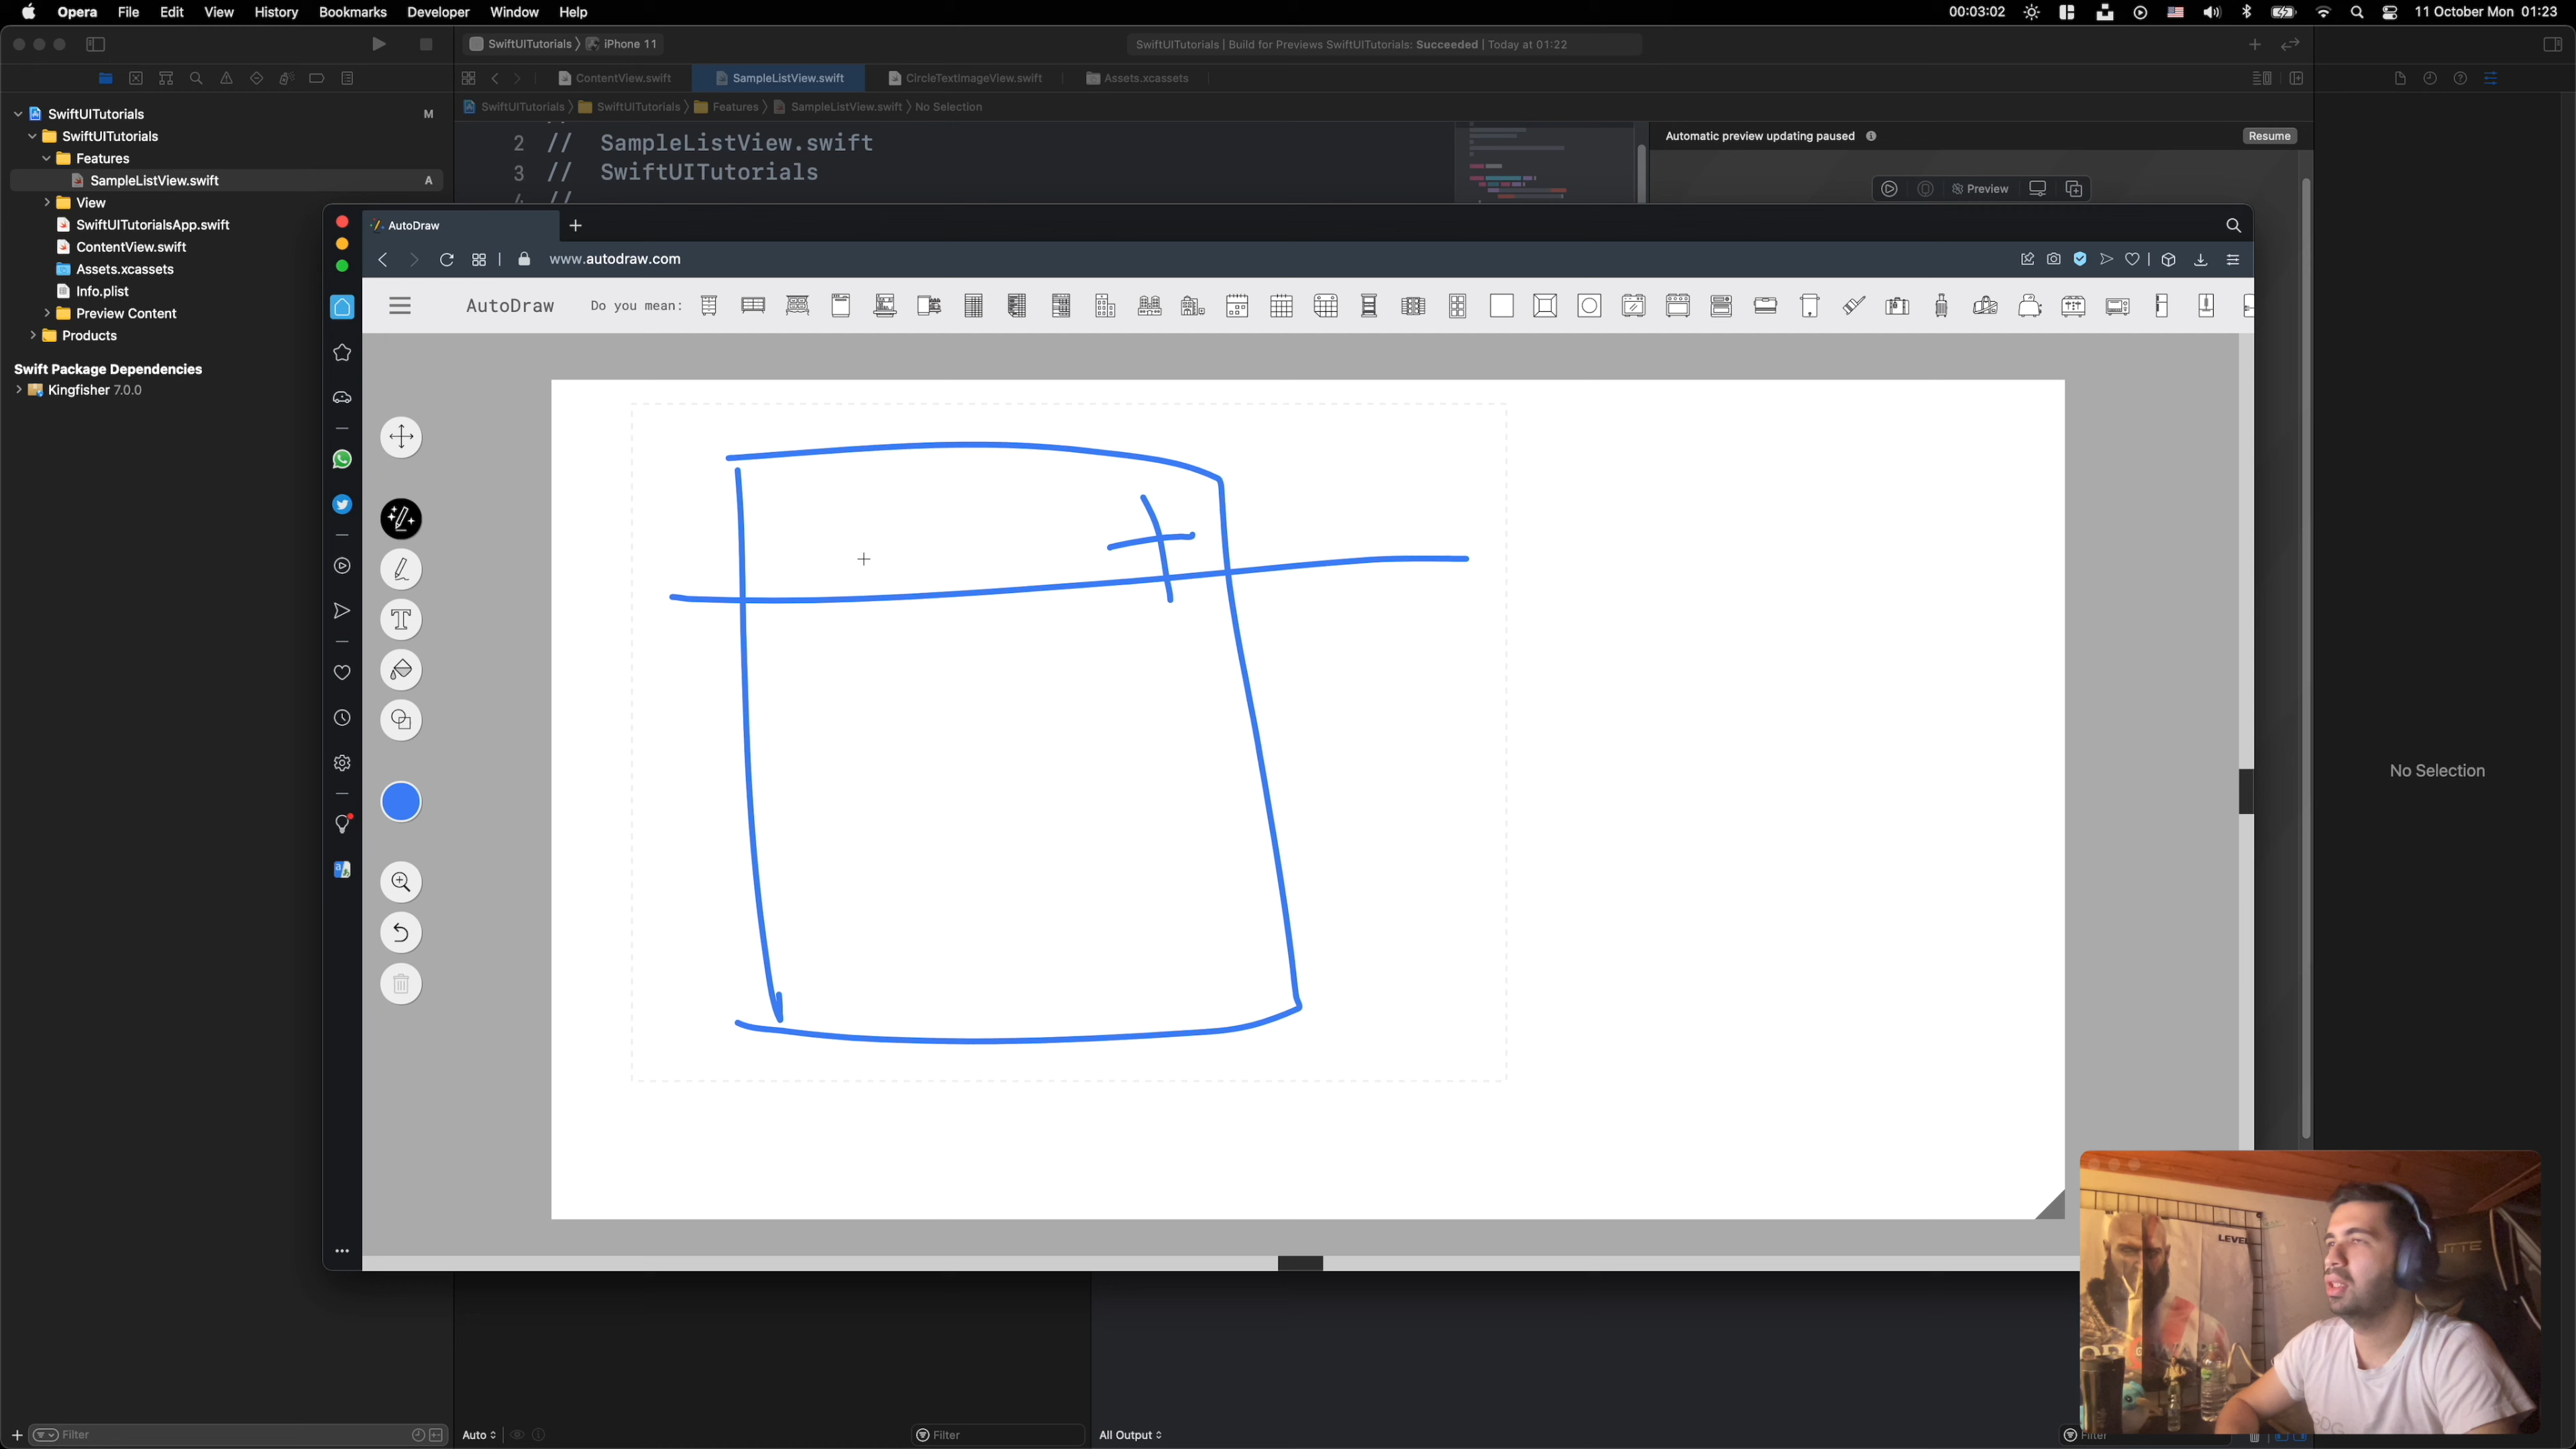 Opera File Edit View History Bookmarks Developer Window Help
00:03:02 11 October Mon 01:23
SwiftUITutorials iPhone 11
SwiftUITutorials | Build for Previews SwiftUITutorials: Succeeded | Today at 01:22
ContentView.swift SampleListView.swift CircleTextImageView.swift Assets.xcassets
SwiftUITutorials SwiftUITutorials Features SampleListView.swift No Selection
SwiftUITutorials M
SwiftUITutorials
Features
SampleListView.swift A
View
SwiftUITutorialsApp.swift
ContentView.swift
Assets.xcassets
Info.plist
Preview Content
Products
Swift Package Dependencies
Kingfisher 7.0.0
2 // SampleListView.swift
3 // SwiftUITutorials
4 //
Automatic preview updating paused Resume
Preview
AutoDraw
www.autodraw.com
AutoDraw Do you mean:
No Selection
LEVEL
Filter
Auto
Filter
All Output
Filter